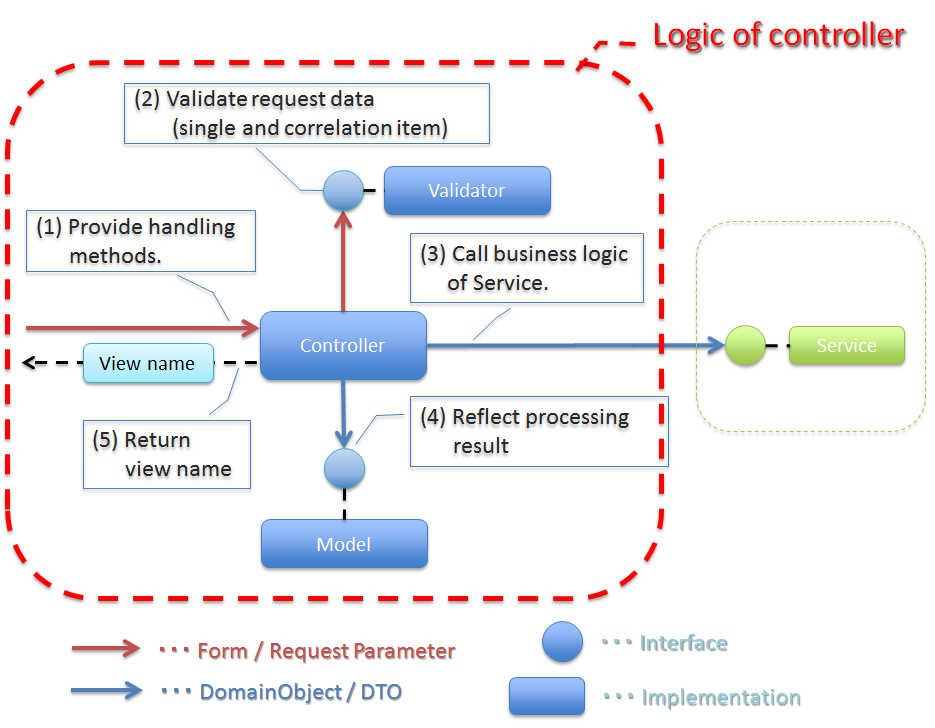 Logic of controller
(2) Validate request data
(single and correlation item)
Validator
(1) Provide handling
methods.
(3) Call business logic
of Service.
Controller
Service
View name
(4) Reflect processing
result
(5) Return
view name
Model
・・・ Form / Request Parameter
・・・ Interface
・・・ DomainObject / DTO
・・・ Implementation